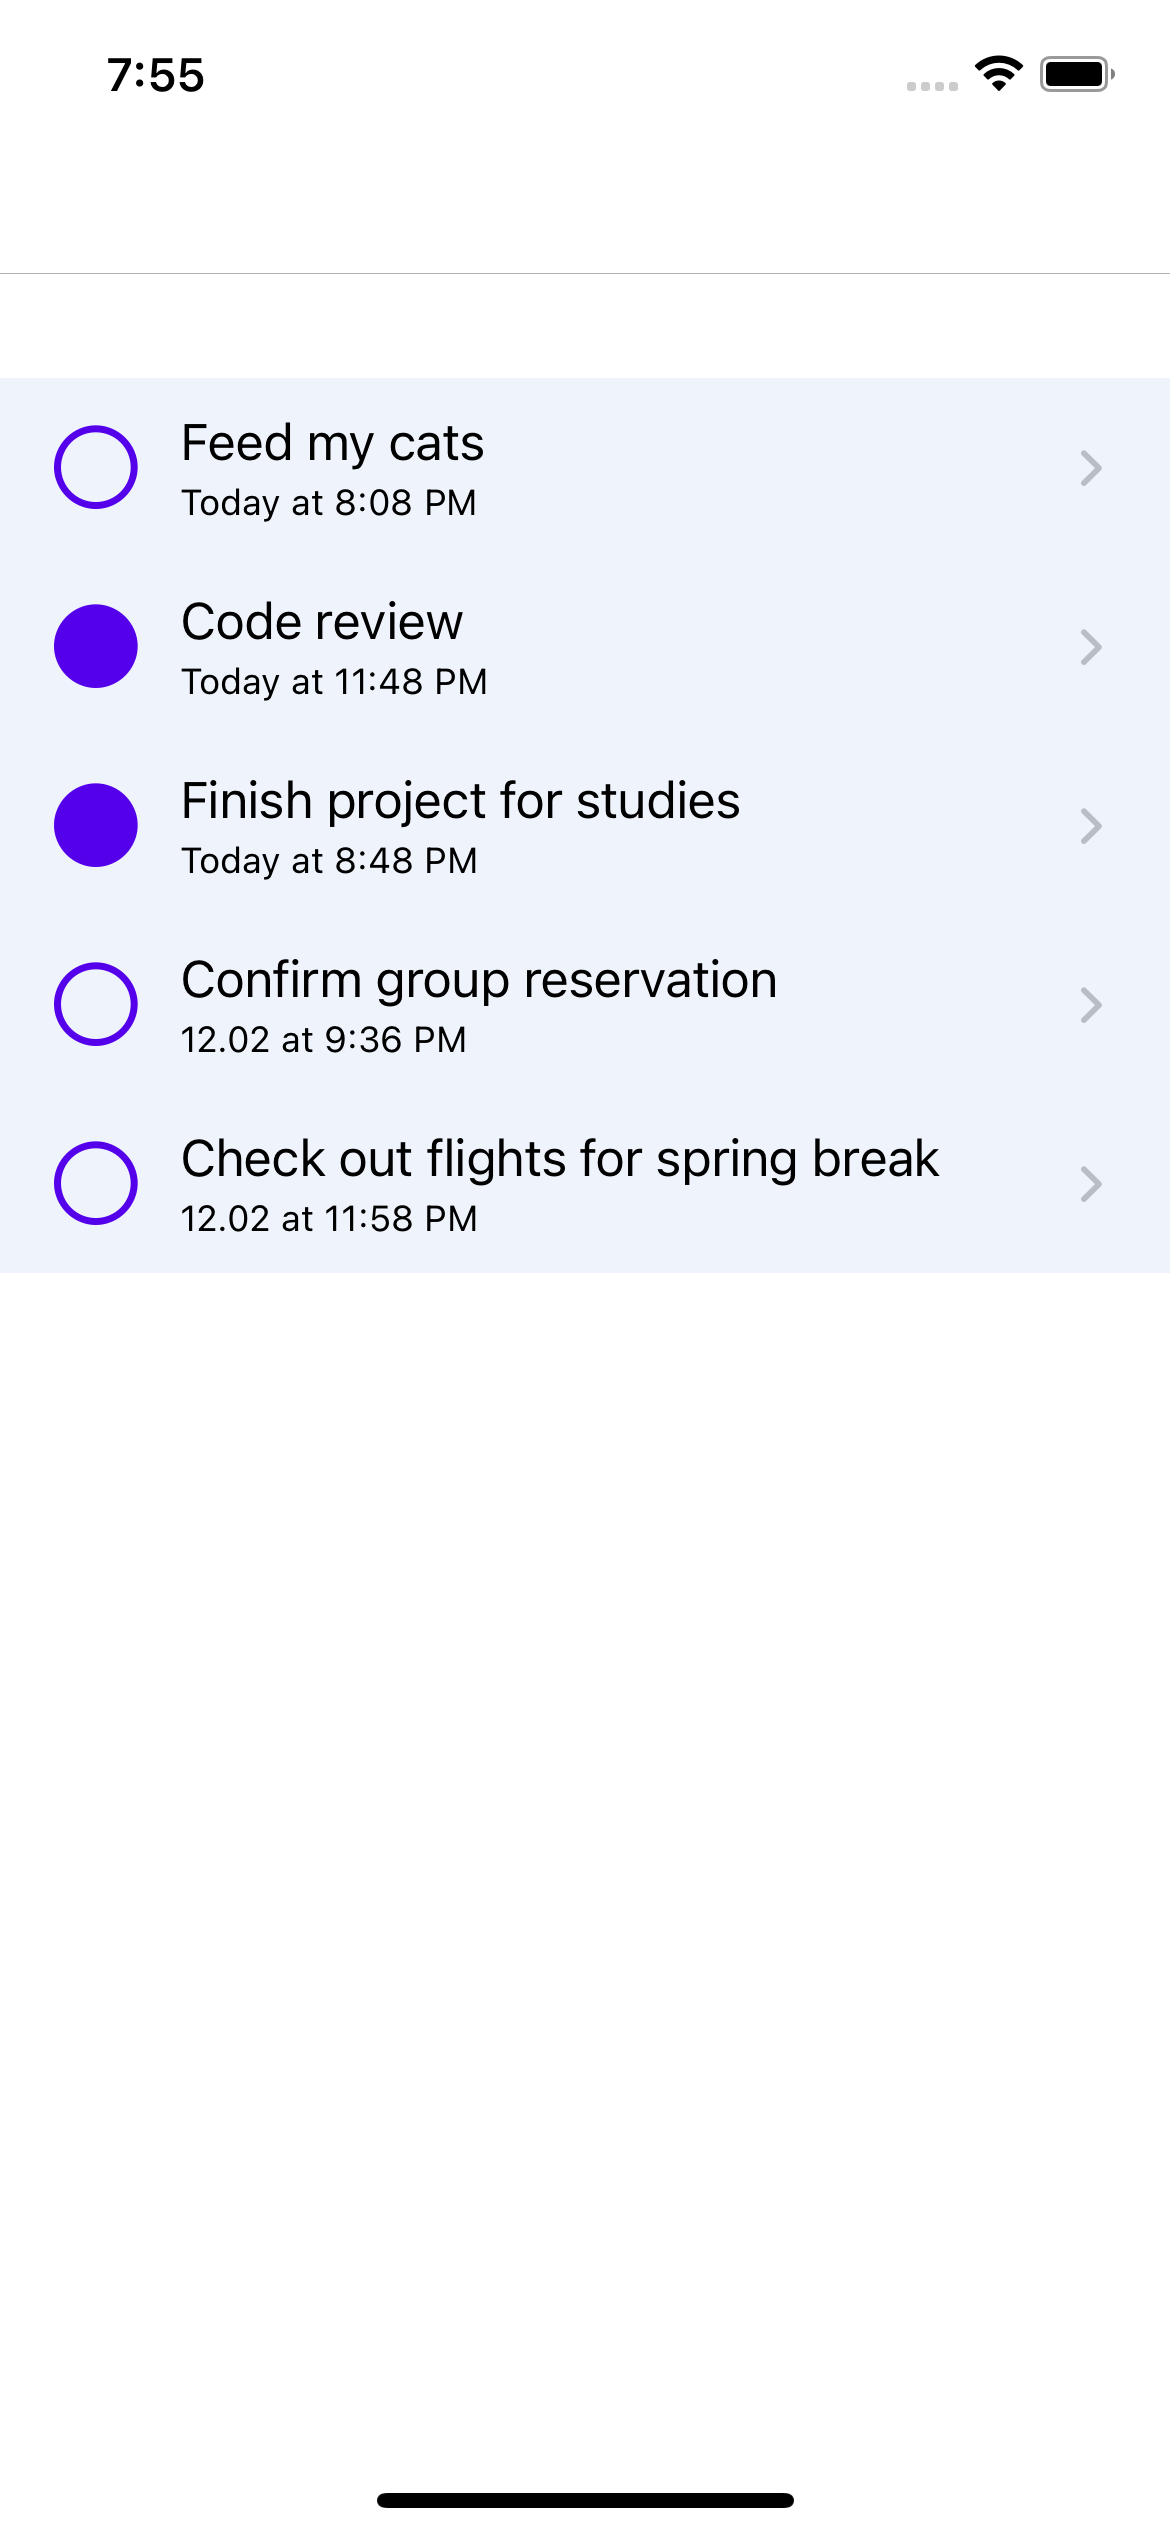 7:55
Feed my cats
Today at 8:08 PM
Code review
Today at 11:48 PM
Finish project for studies
Today at 8:48 PM
Confirm group reservation
12.02 at 9:36 PM
Check out flights for spring break
12.02 at 11:58 PM